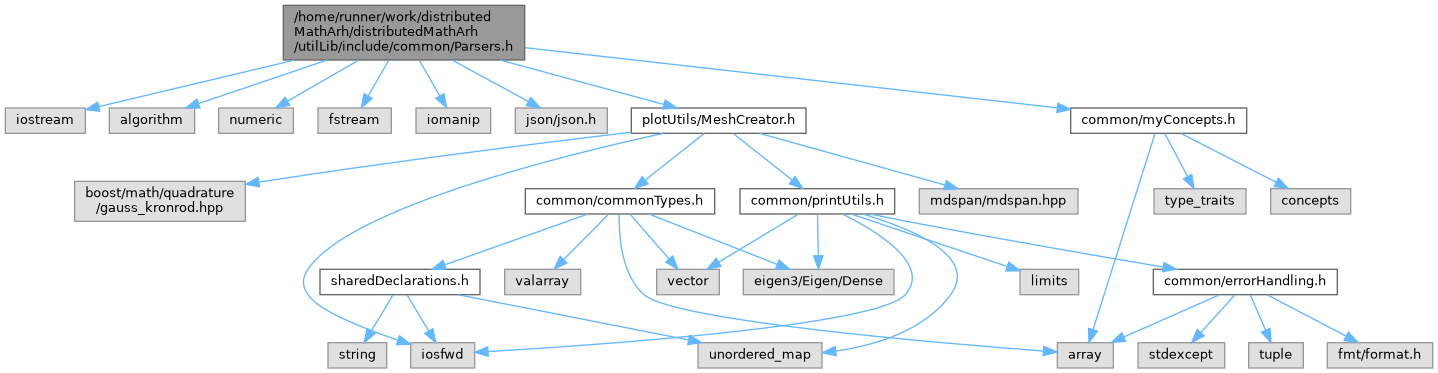 /home/runner/work/distributed
MathArh/distributedMathArh
/utilLib/include/common/Parsers.h
iostream
algorithm
numeric
fstream
iomanip
json/json.h
plotUtils/MeshCreator.h
common/myConcepts.h
boost/math/quadrature
/gauss_kronrod.hpp
common/commonTypes.h
common/printUtils.h
mdspan/mdspan.hpp
type_traits
concepts
sharedDeclarations.h
valarray
vector
eigen3/Eigen/Dense
limits
common/errorHandling.h
string
iosfwd
unordered_map
array
stdexcept
tuple
fmt/format.h